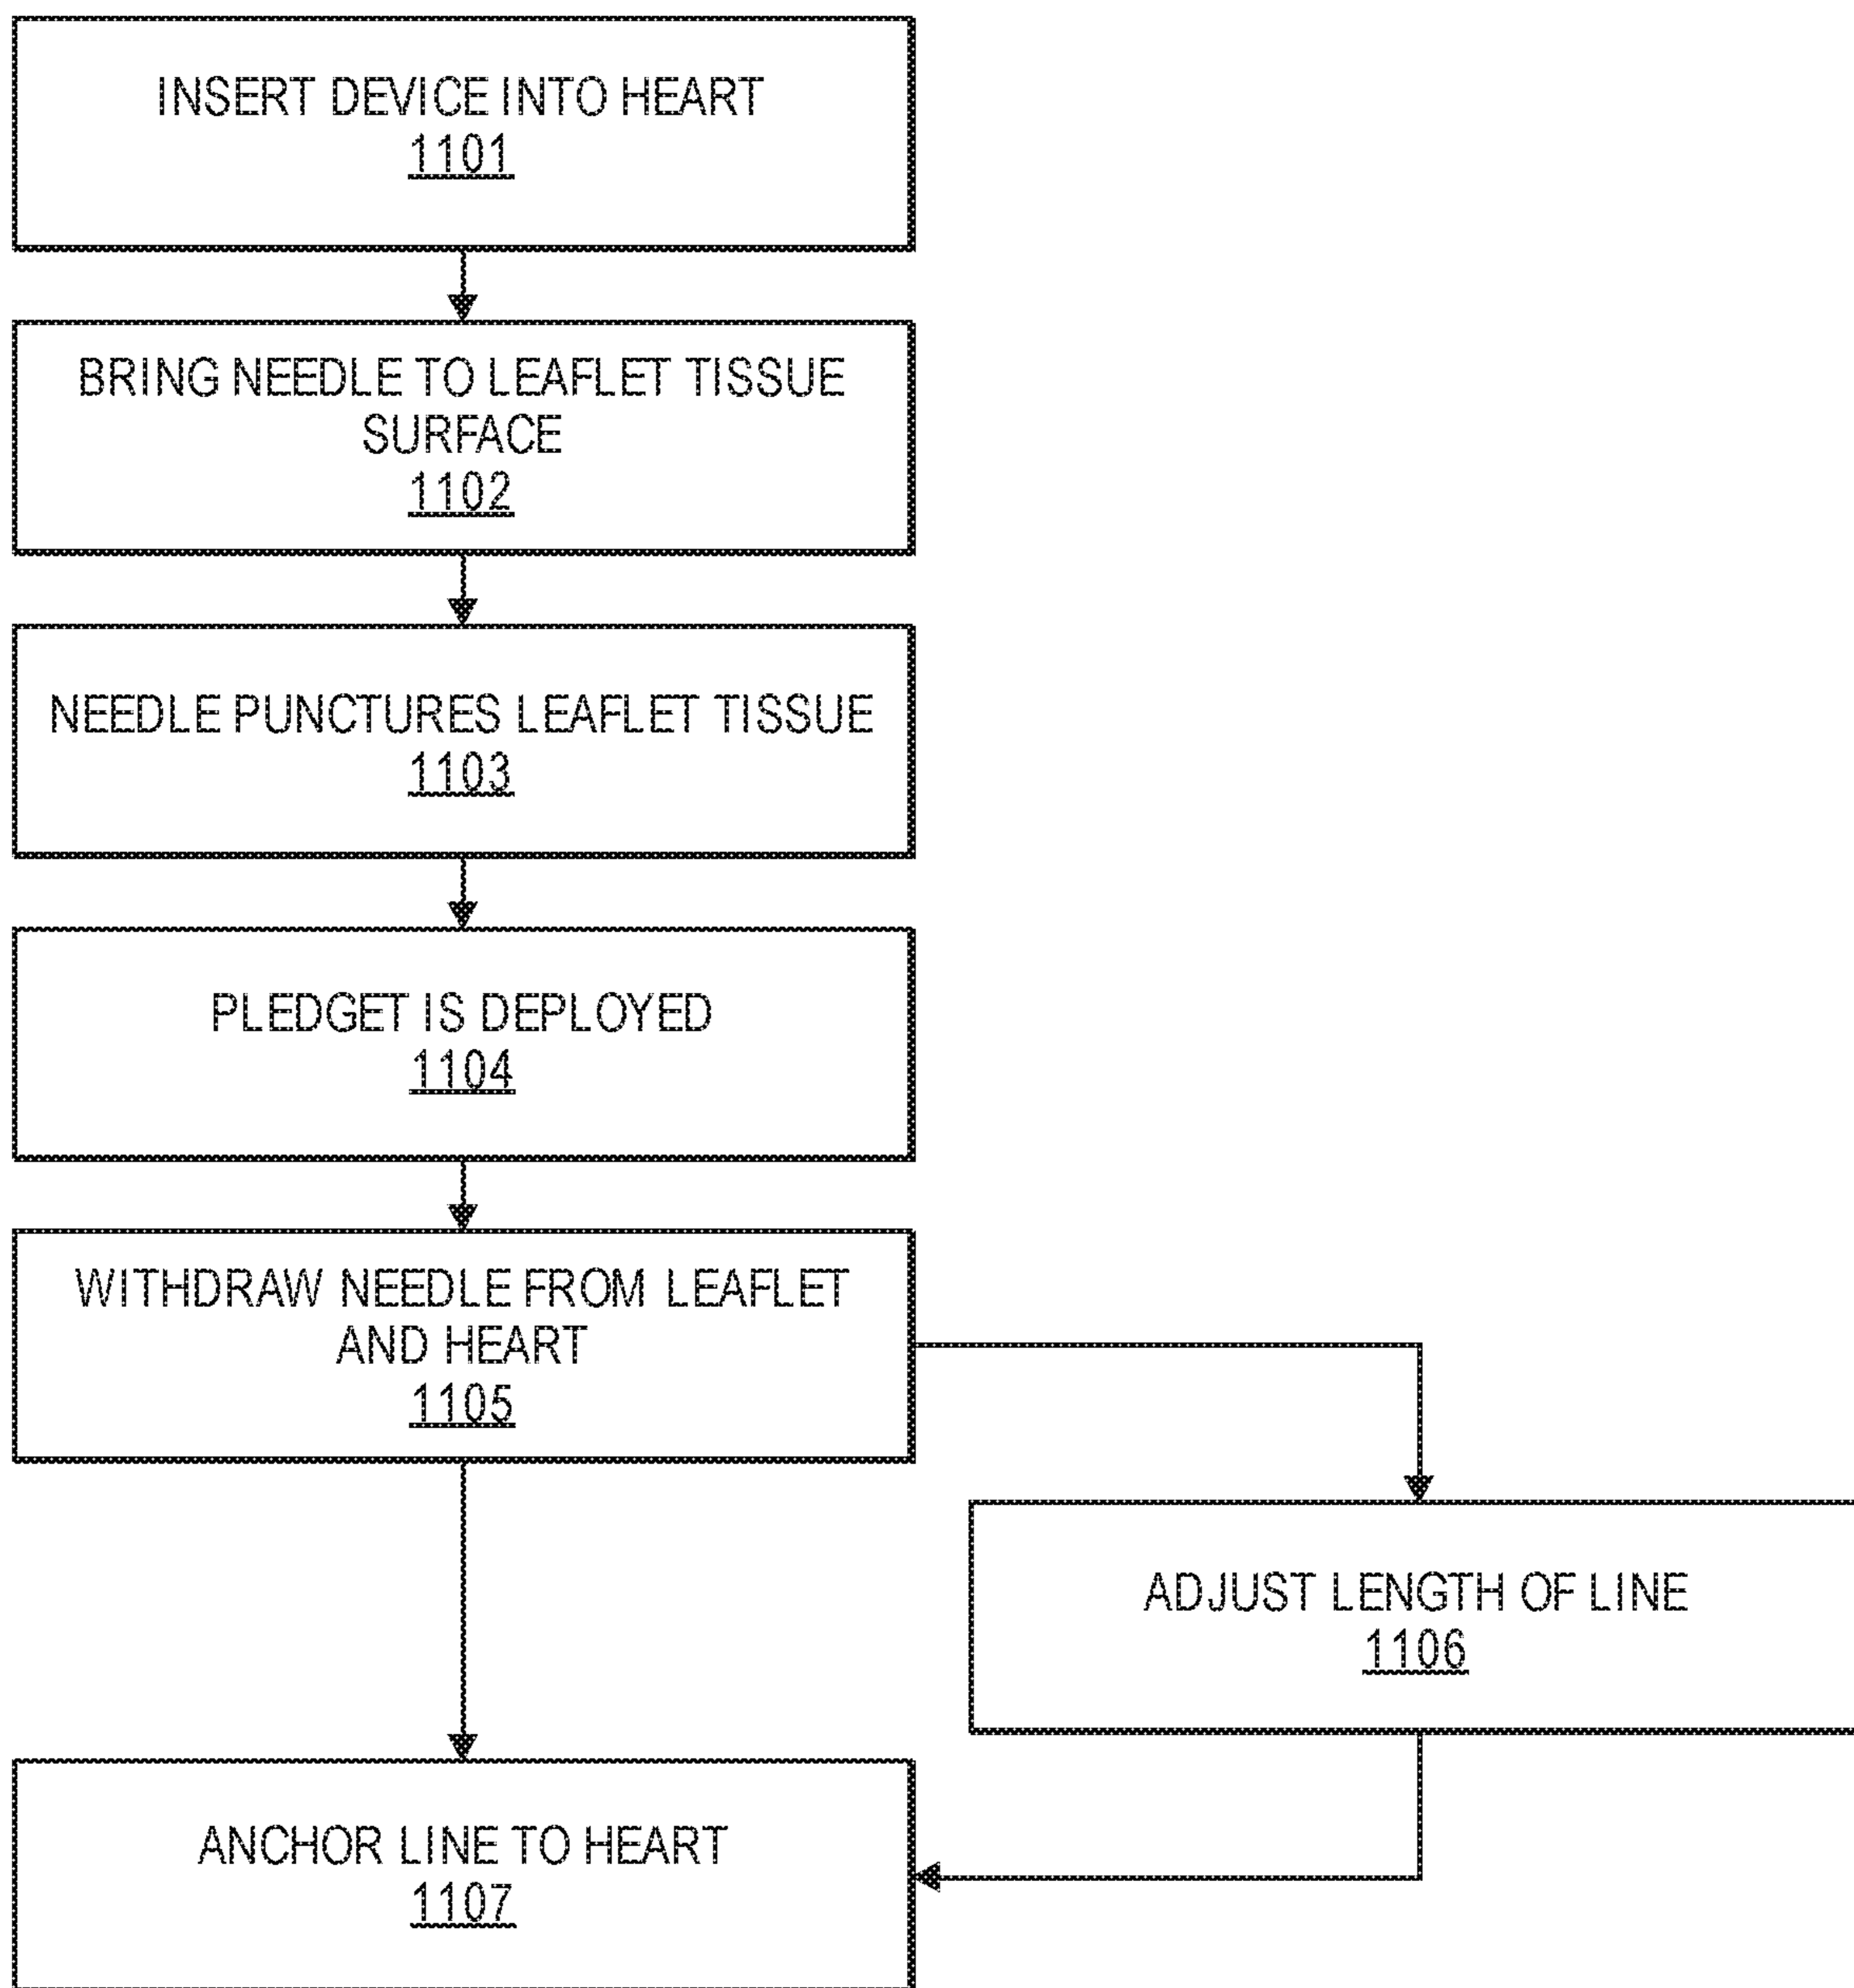 INSERT DEVICE INTO HEART
1101
BRING NEEDLE TO LEAFLET TISSUE
SURFACE
1102
NEEDLE PUNCTURES LEAFLET TISSUE
1103
PLEDGET IS DEPLOYED
1104
WITHDRAW NEEDLE FROM LEAFLET
AND HEART
1105
ADJUST LENGTH OF LINE
1106
ANCHOR LINE TO HEART
1107